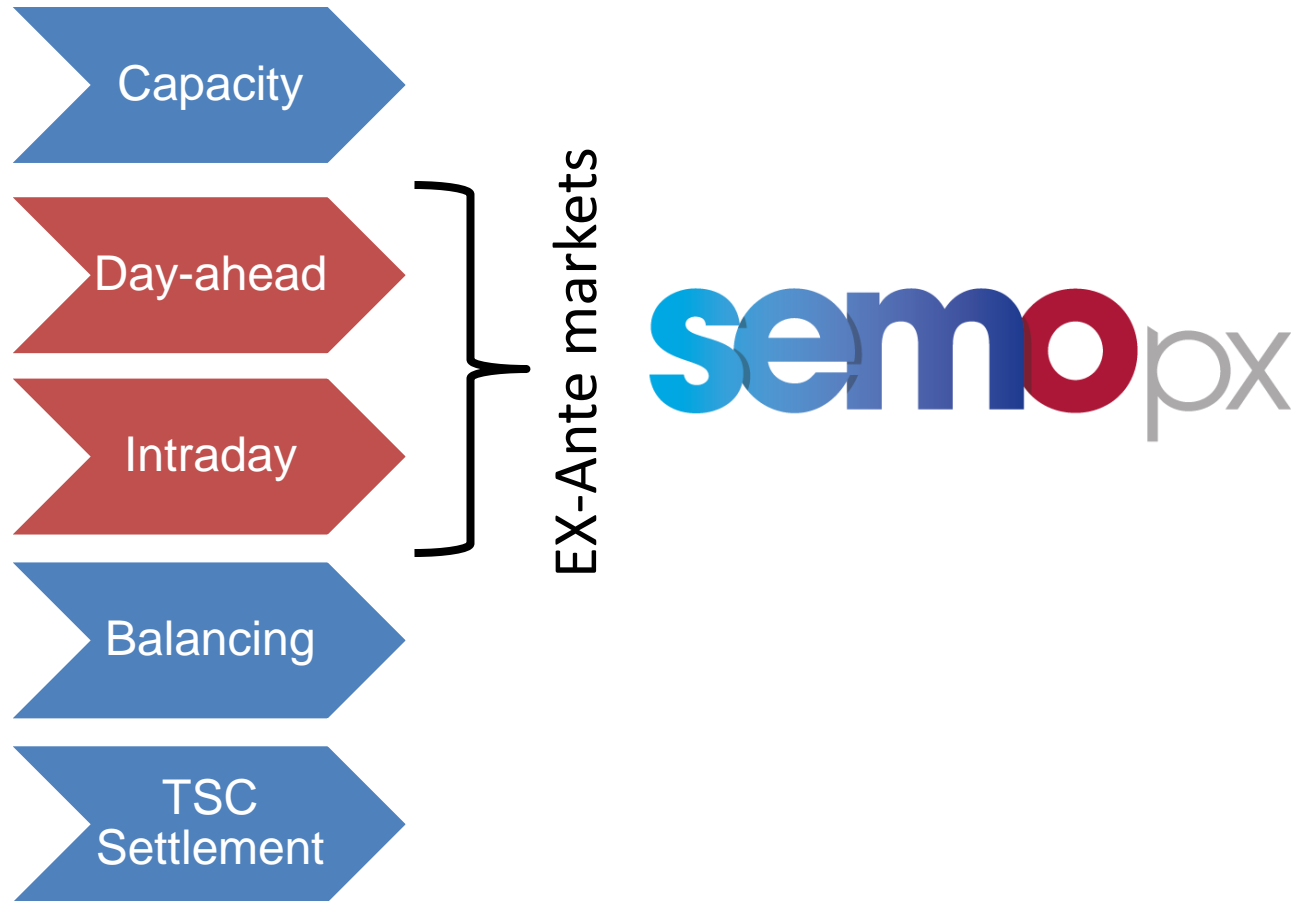 Capacity
Day-ahead
Intraday
Balancing
TSC
Settlement
EX-Ante markets
semopx